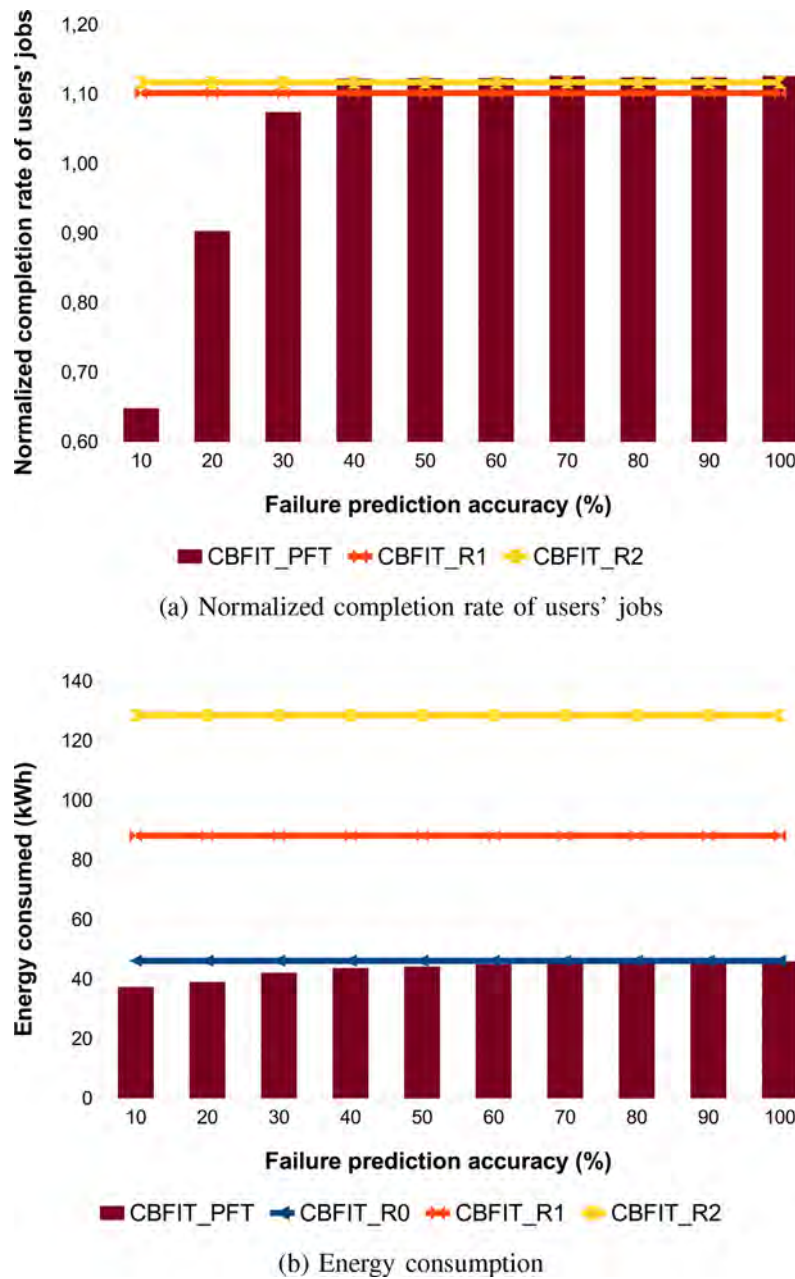 1,20
1,10
1,00
0,90
0,80
0,70
0,60
Normalized completion rate of users' jobs
10 20 30 40 50 60 70 80 90 100
Failure prediction accuracy (%)
CBFIT_PFT CBFIT_R1 CBFIT_R2
(a) Normalized completion rate of users' jobs
140
120
100
80
60
40
20
0
Energy consumed (kWh)
10 20 30 40 50 60 70 80 90 100
Failure prediction accuracy (%)
CBFIT_PFT CBFIT_R0 CBFIT_R1 CBFIT_R2
(b) Energy consumption